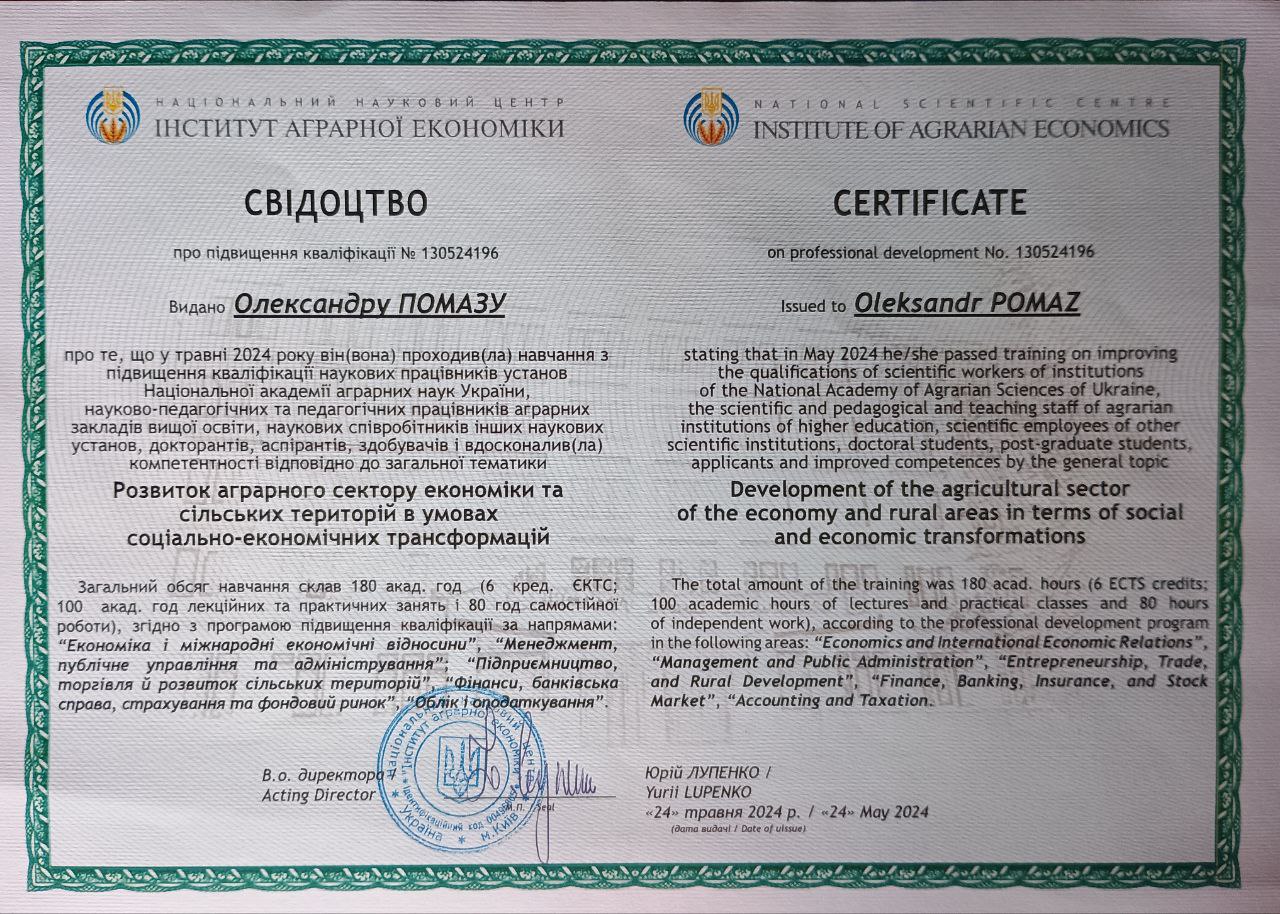 НАЦІОНАЛЬНИЙ НАУКОВИЙ ЦЕНТР
ІНСТИТУТ АГРАРНОЇ ЕКОНОМІКИ
СВІДОЦТВО
про підвищення кваліфікації № 130524196
Видано Олександру ПОМАЗУ
про те, що у травні 2024 року він(вона) проходив(ла) навчання з
підвищення кваліфікації наукових працівників установ
Національної академії аграрних наук України,
науково-педагогічних та педагогічних працівників аграрних
закладів вищої освіти, наукових співробітників інших наукових
установ, докторантів, аспірантів, здобувачів і вдосконалив(ла)
компетентності відповідно до загальної тематики
Розвиток аграрного сектору економіки та
сільських територій в умовах
соціально-економічних трансформацій
Загальний обсяг навчання склав 180 акад. год (6 кред. ЄКТС;
100 акад. год лекційних та практичних занять і 80 год самостійної
роботи), згідно з програмою підвищення кваліфікації за напрямами:
“Економіка і міжнародні економічні відносини”, “Менеджмент,
публічне управління та адміністрування”, “Підприємництво,
торгівля й розвиток сільських територій”, “Фінанси, банківська
справа, страхування та фондовий ринок”, “Облік і оподаткування”.
NATIONAL SCIENTIFIC CENTRE
INSTITUTE OF AGRARIAN ECONOMICS
CERTIFICATE
on professional development No. 130524196
Issued to Oleksandr POMAZ
stating that in May 2024 he/she passed training on improving
the qualifications of scientific workers of institutions
of the National Academy of Agrarian Sciences of Ukraine,
the scientific and pedagogical and teaching staff of agrarian
institutions of higher education, scientific employees of other
scientific institutions, doctoral students, post-graduate students,
applicants and improved competences by the general topic
Development of the agricultural sector
of the economy and rural areas in terms of social
and economic transformations
The total amount of the training was 180 acad. hours (6 ECTS credits;
100 academic hours of lectures and practical classes and 80 hours
of independent work), according to the professional development program
in the following areas: “Economics and International Economic Relations”,
“Management and Public Administration”, “Entrepreneurship, Trade,
and Rural Development”, “Finance, Banking, Insurance, and Stock
Market”, “Accounting and Taxation.
В.о. директора /
Acting Director
Національний науковий центр
"Інститут аграрної економіки"
Ідентифікаційний код
* Україна * м.Київ *
М.П. / Seal
Юрій ЛУПЕНКО /
Yurii LUPENKO
«24» травня 2024 р. / «24» May 2024
(дата видачі / Date of uissue)